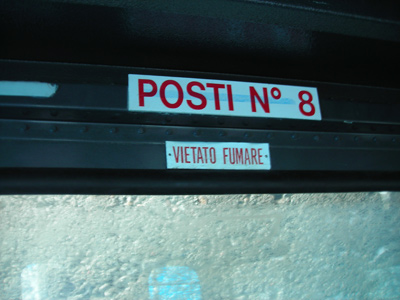 POSTI N° 8
·VIETATO FUMARE·